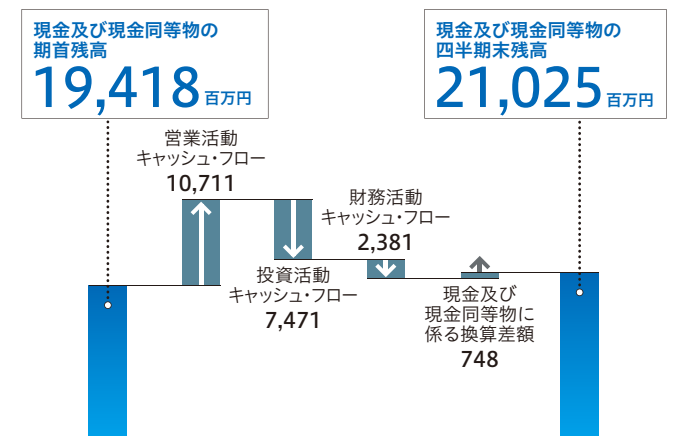 現金及び現金同等物の
期首残高
19,418百万円
現金及び現金同等物の
四半期末残高
21,025百万円
営業活動
キャッシュ・フロー
10,711
財務活動
キャッシュ・フロー
2,381
投資活動
キャッシュ・フロー
7,471
現金及び
現金同等物に
係る換算差額
748